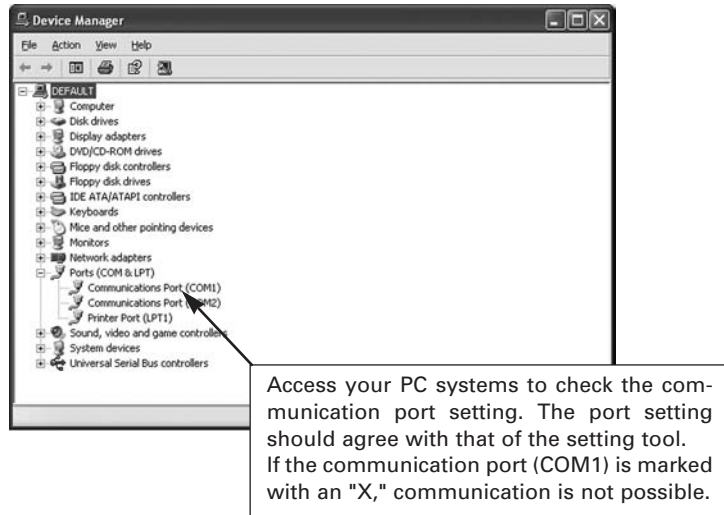 Device Manager
File Action View Help
DEFAULT
Computer
Disk drives
Display adapters
DVD/CD-ROM drives
Floppy disk controllers
Floppy disk drives
IDE ATA/ATAPI controllers
Keyboards
Mice and other pointing devices
Monitors
Network adapters
Ports (COM & LPT)
Communications Port (COM1)
Communications Port (COM2)
Printer Port (LPT1)
Sound, video and game controllers
System devices
Universal Serial Bus controllers
Access your PC systems to check the com-
munication port setting. The port setting
should agree with that of the setting tool.
If the communication port (COM1) is marked
with an "X," communication is not possible.